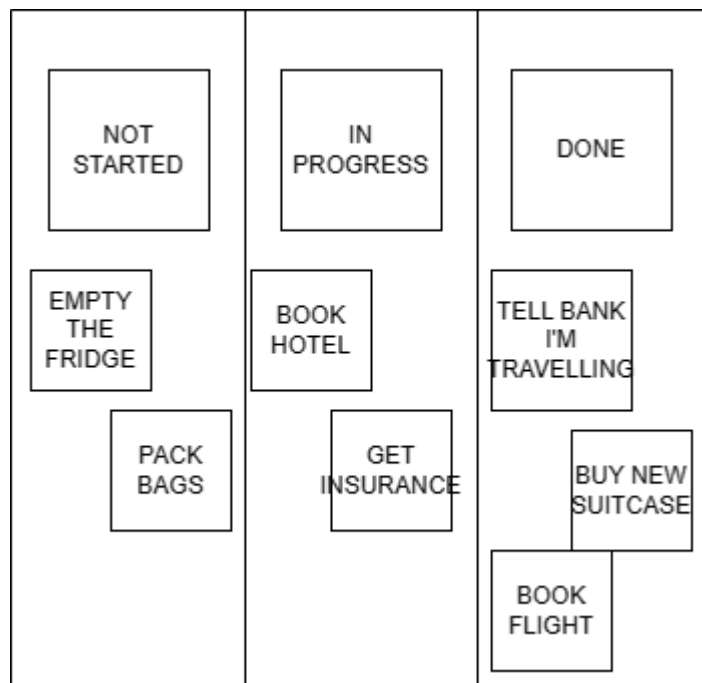 NOT
STARTED
IN
PROGRESS
DONE
EMPTY
THE
FRIDGE
PACK
BAGS
BOOK
HOTEL
GET
INSURANCE
TELL BANK
I'M
TRAVELLING
BUY NEW
SUITCASE
BOOK
FLIGHT